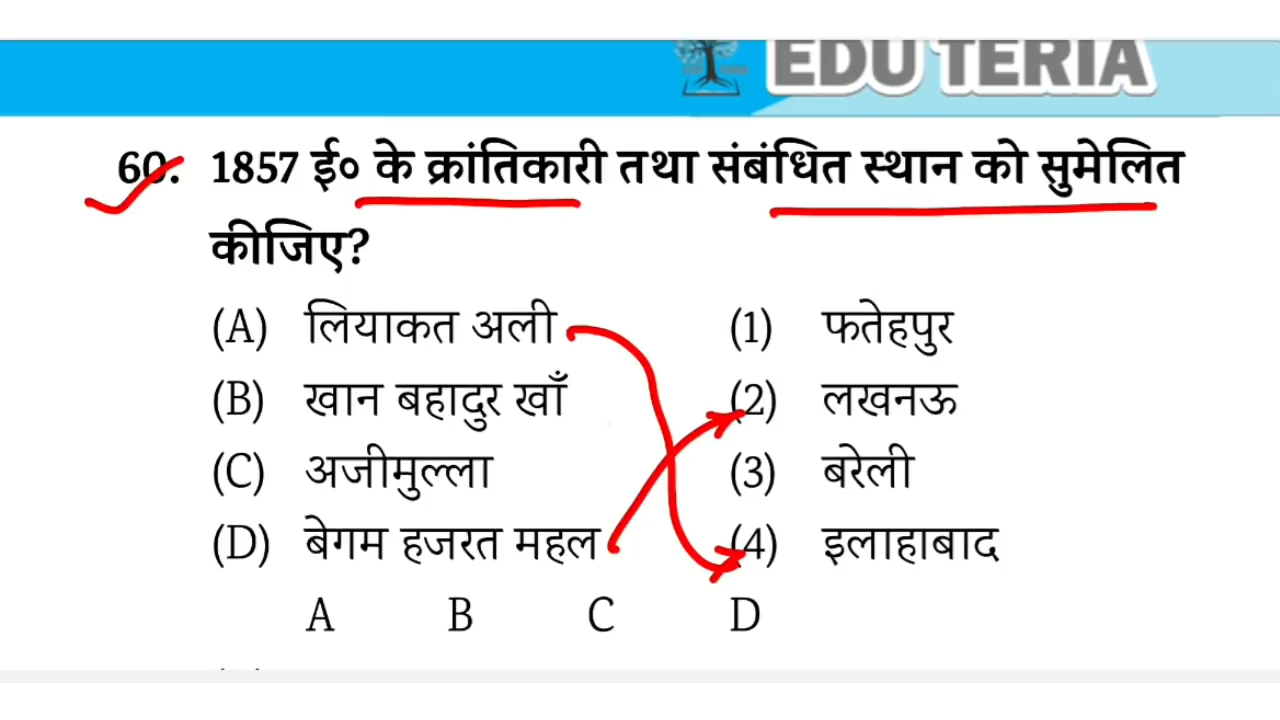 EDU TERIA
60. 1857 ई० के क्रांतिकारी तथा संबंधित स्थान को सुमेलित
कीजिए?
(A) लियाकत अली (1) फतेहपुर
(B) खान बहादुर खाँ (2) लखनऊ
(C) अजीमुल्ला (3) बरेली
(D) बेगम हजरत महल (4) इलाहाबाद
A B C D